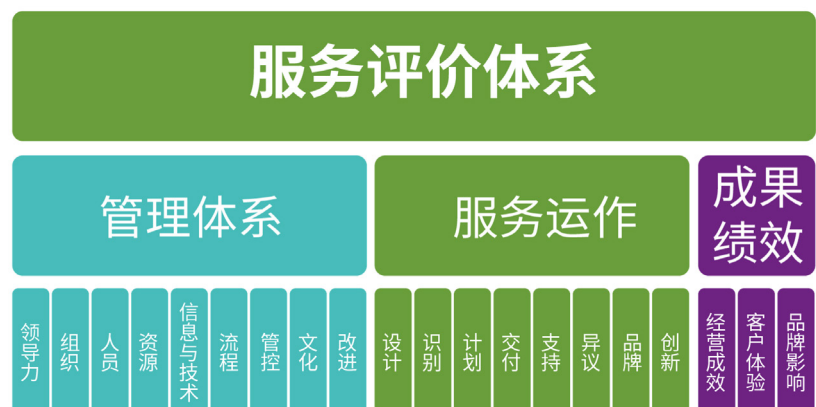 服务评价体系
管理体系
服务运作
成果
绩效
领导力
组织
人员
资源
信息与技术
流程
管控
文化
改进
设计
识别
计划
交付
支持
异议
品牌
创新
经营成效
客户体验
品牌影响